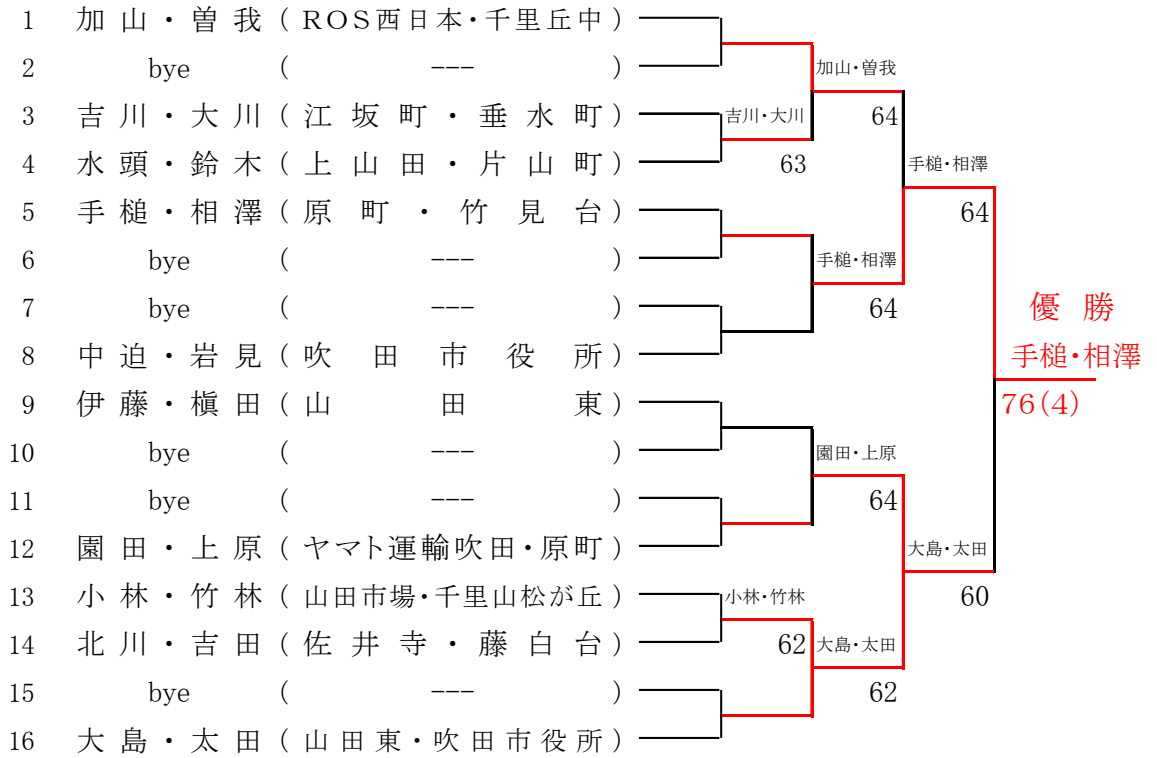 1 加山・曽我 (ROS西日本・千里丘中)
2 bye ( --- )
加山・曽我
3 吉川・大川 (江坂町・垂水町)
吉川・大川 64
4 水頭・鈴木 (上山田・片山町)
63 手槌・相澤
5 手槌・相澤 (原町・竹見台)
64
6 bye ( --- )
手槌・相澤
7 bye ( --- )
64 優勝
8 中迫・岩見 (吹田市役所)
手槌・相澤
9 伊藤・槇田 (山田東)
76(4)
10 bye ( --- )
園田・上原
11 bye ( --- )
64
12 園田・上原 (ヤマト運輸吹田・原町)
大島・太田
13 小林・竹林 (山田市場・千里山松が丘)
小林・竹林 60
14 北川・吉田 (佐井寺・藤白台)
62 大島・太田
15 bye ( --- )
62
16 大島・太田 (山田東・吹田市役所)